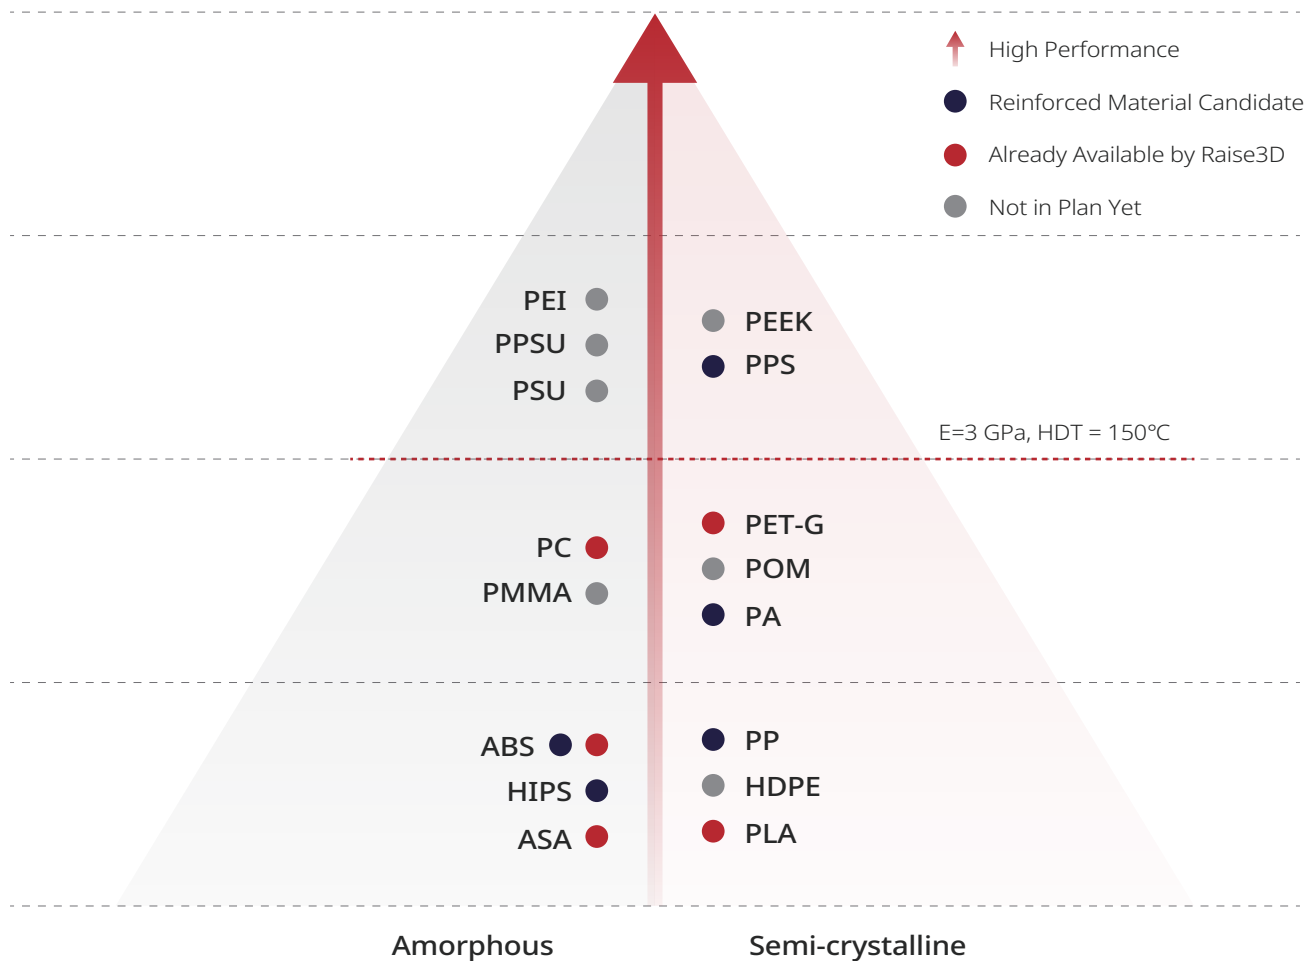 High Performance
Reinforced Material Candidate
Already Available by Raise3D
Not in Plan Yet
PEI
PPSU
PSU
PEEK
PPS
E=3 GPa, HDT = 150℃
PC
PMMA
PET-G
POM
PA
ABS
HIPS
ASA
PP
HDPE
PLA
Amorphous
Semi-crystalline